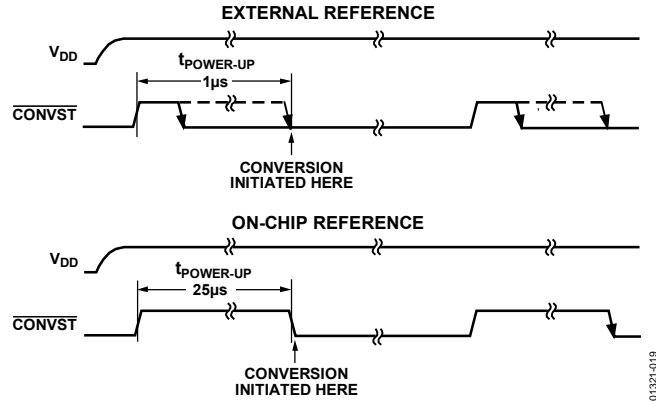 EXTERNAL REFERENCE
VDD
tPOWER-UP
1µs
CONVST
CONVERSION
INITIATED HERE
ON-CHIP REFERENCE
VDD
tPOWER-UP
25µs
CONVST
CONVERSION
INITIATED HERE
01321-019